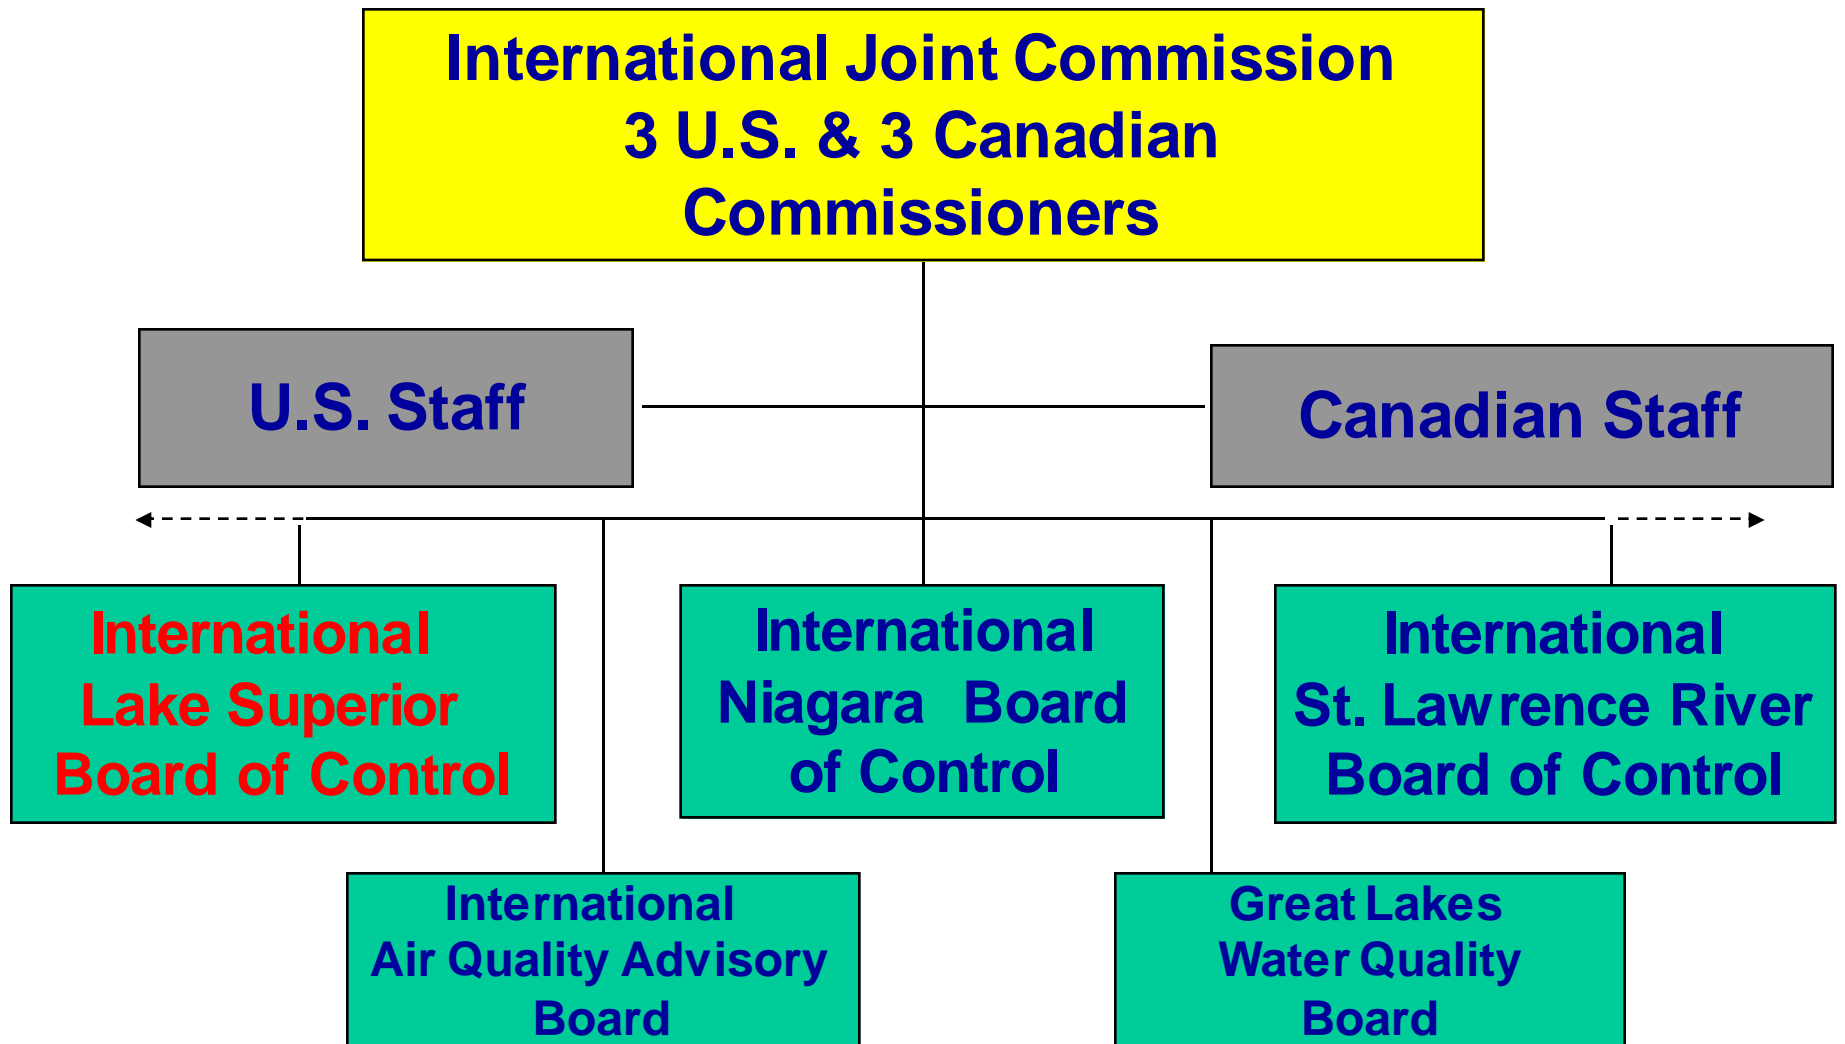 International Joint Commission
3 U.S. & 3 Canadian
Commissioners
U.S. Staff
Canadian Staff
International
Lake Superior
Board of Control
International
Niagara Board
of Control
International
St. Lawrence River
Board of Control
International
Air Quality Advisory
Board
Great Lakes
Water Quality
Board